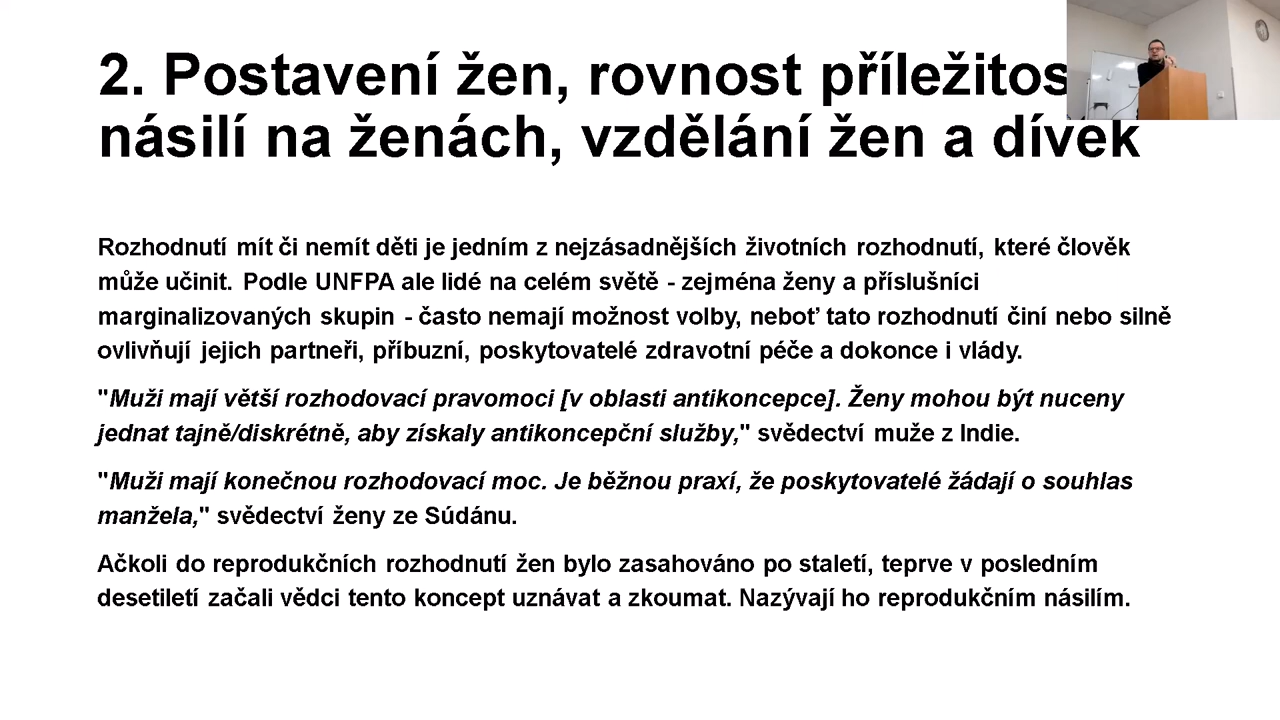 2. Postavení žen, rovnost příležitos
násilí na ženách, vzdělání žen a dívek
Rozhodnutí mít či nemít děti je jedním z nejzásadnějších životních rozhodnutí, které člověk
může učinit. Podle UNFPA ale lidé na celém světě - zejména ženy a příslušníci
marginalizovaných skupin - často nemají možnost volby, neboť tato rozhodnutí činí nebo silně
ovlivňují jejich partneři, příbuzní, poskytovatelé zdravotní péče a dokonce i vlády.
"Muži mají větší rozhodovací pravomoci [v oblasti antikoncepce]. Ženy mohou být nuceny
jednat tajně/diskrétně, aby získaly antikoncepční služby," svědectví muže z Indie.
"Muži mají konečnou rozhodovací moc. Je běžnou praxí, že poskytovatelé žádají o souhlas
manžela," svědectví ženy ze Súdánu.
Ačkoli do reprodukčních rozhodnutí žen bylo zasahováno po staletí, teprve v posledním
desetiletí začali vědci tento koncept uznávat a zkoumat. Nazývají ho reprodukčním násilím.